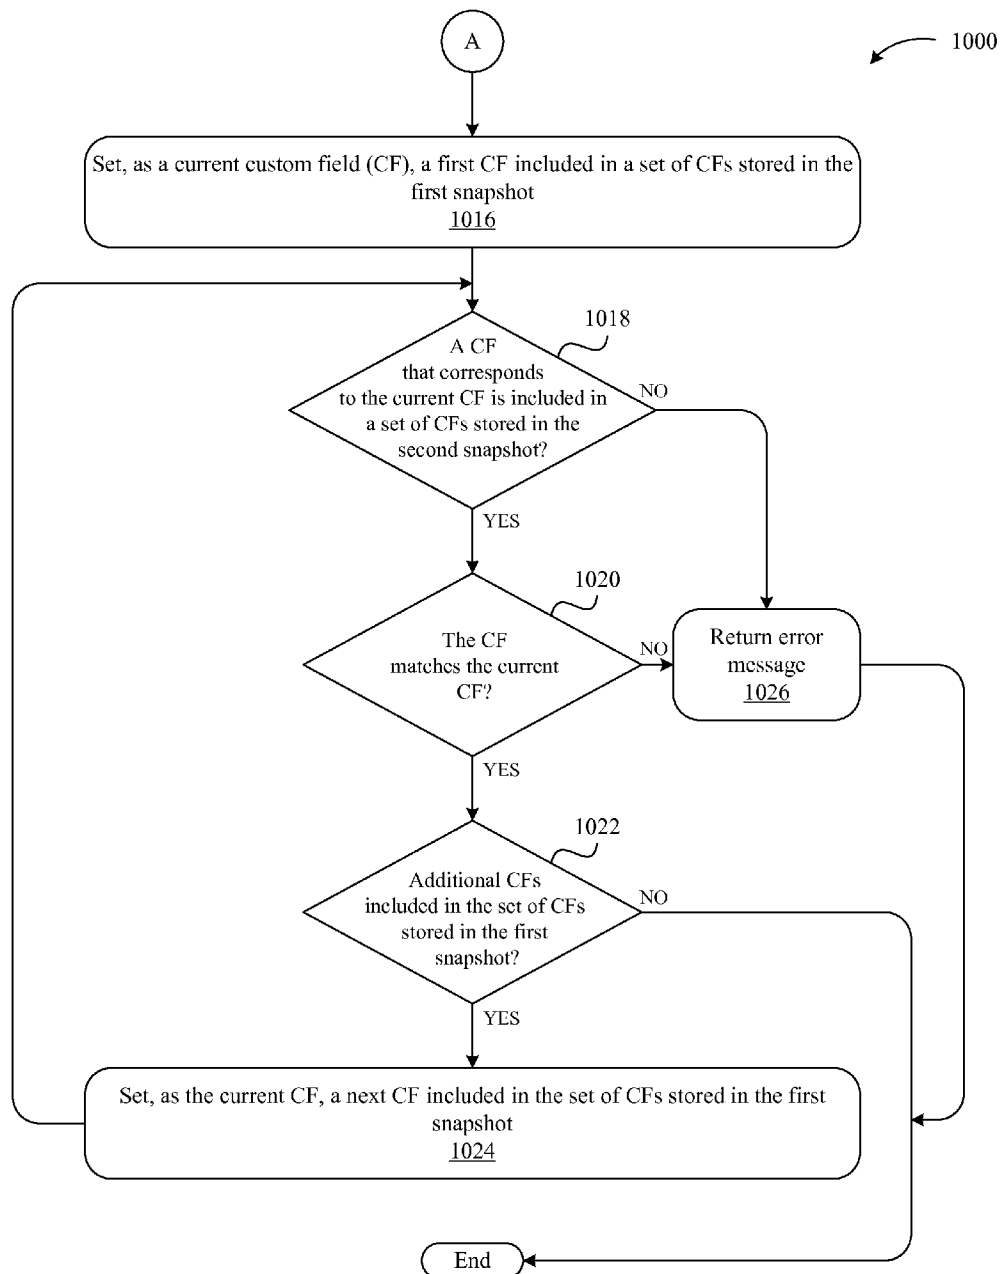 A
1000
Set, as a current custom field (CF), a first CF included in a set of CFs stored in the
first snapshot
1016
1018
A CF
that corresponds
to the current CF is included in
a set of CFs stored in the
second snapshot?
NO
YES
1020
The CF
matches the current
CF?
NO
Return error
message
1026
YES
1022
Additional CFs
included in the set of CFs
stored in the first
snapshot?
NO
YES
Set, as the current CF, a next CF included in the set of CFs stored in the first
snapshot
1024
End